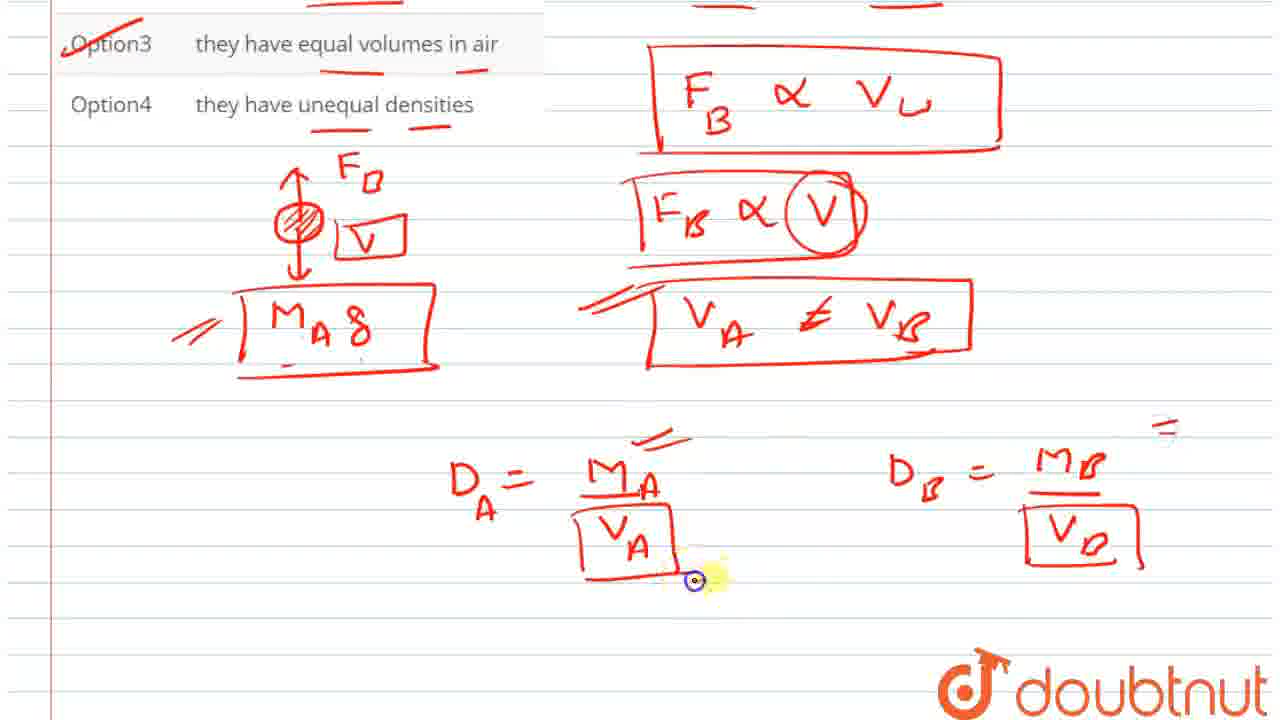 Option3 they have equal volumes in air
Option4 they have unequal densities
F_B ∝ V_L
F_B
V
F_B ∝ V
M_A g
V_A ≠ V_B
D_A = M_A / V_A
D_B = M_B / V_B
=
doubtnut